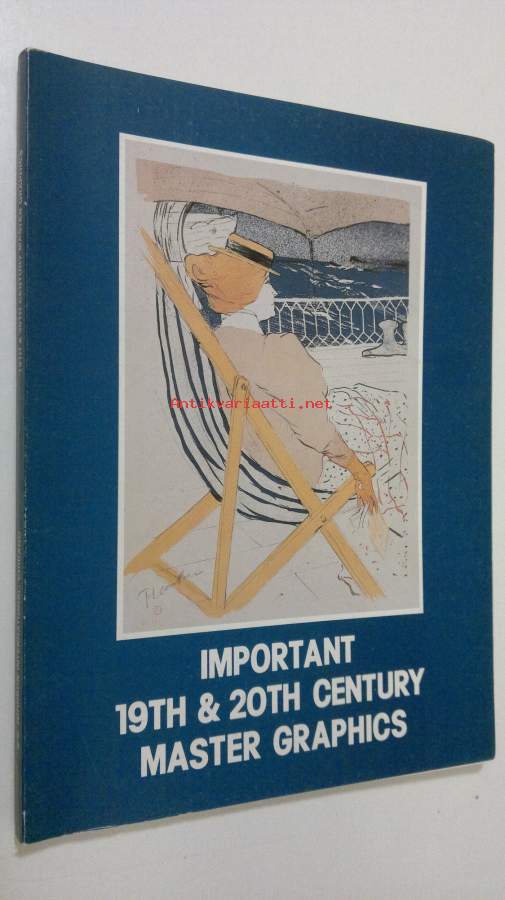 Antikvariaatti.net
IMPORTANT
19TH & 20TH CENTURY
MASTER GRAPHICS